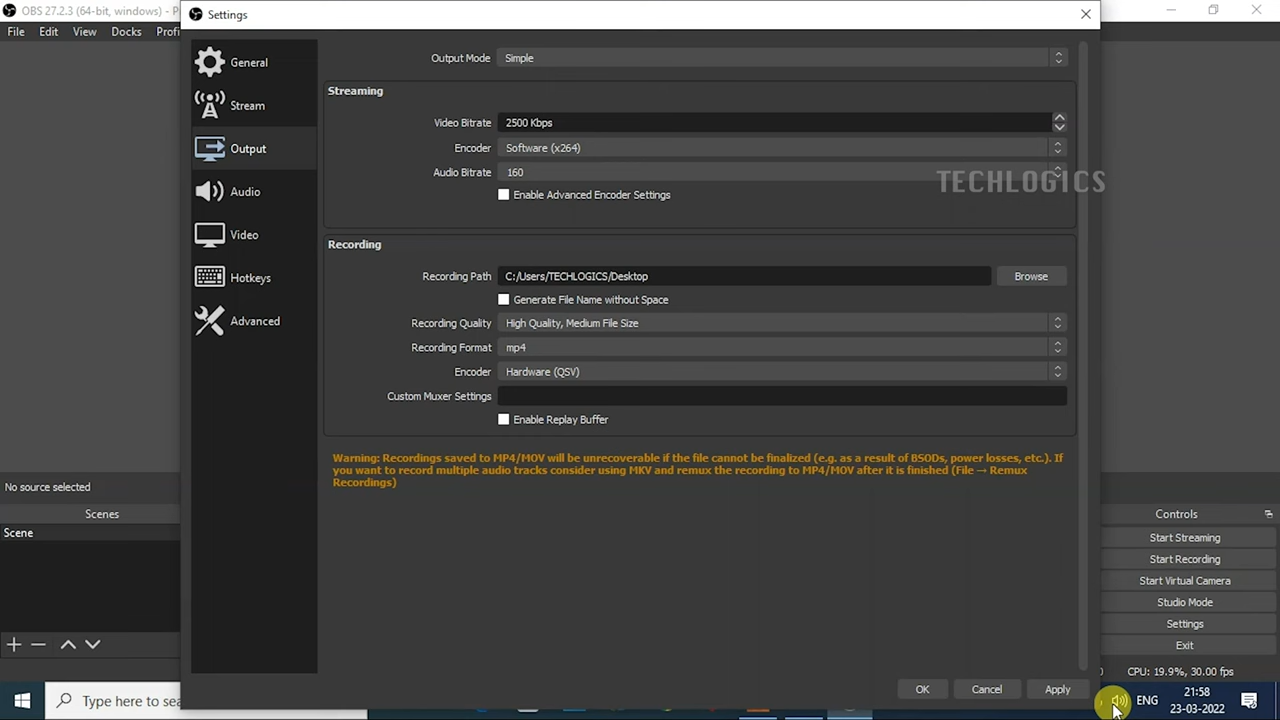 OBS 27.2.3 (64-bit, windows) - P
Settings
File Edit View Docks Profi
General
Stream
Output
Audio
Video
Hotkeys
Advanced
Output Mode Simple
Streaming
Video Bitrate 2500 Kbps
Encoder Software (x264)
Audio Bitrate 160
TECHLOGICS
Enable Advanced Encoder Settings
Recording
Recording Path C:/Users/TECHLOGICS/Desktop Browse
Generate File Name without Space
Recording Quality High Quality, Medium File Size
Recording Format mp4
Encoder Hardware (QSV)
Custom Muxer Settings
Enable Replay Buffer
Warning: Recordings saved to MP4/MOV will be unrecoverable if the file cannot be finalized (e.g. as a result of BSODs, power losses, etc.). If
you want to record multiple audio tracks consider using MKV and remux the recording to MP4/MOV after it is finished (File → Remux
Recordings)
No source selected
Scenes
Scene
Controls
Start Streaming
Start Recording
Start Virtual Camera
Studio Mode
Settings
Exit
0 CPU: 19.9%, 30.00 fps
OK Cancel Apply
Type here to sea
ENG
21:58
23-03-2022